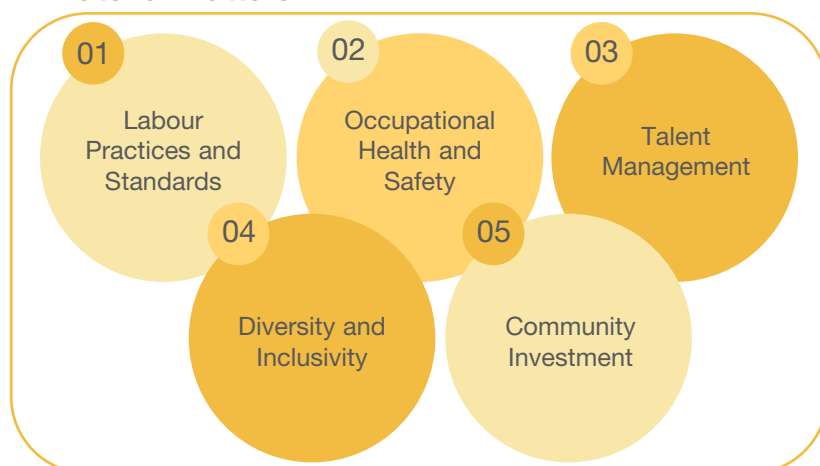 01
Labour
Practices and
Standards
02
Occupational
Health and
Safety
03
Talent
Management
04
Diversity and
Inclusivity
05
Community
Investment